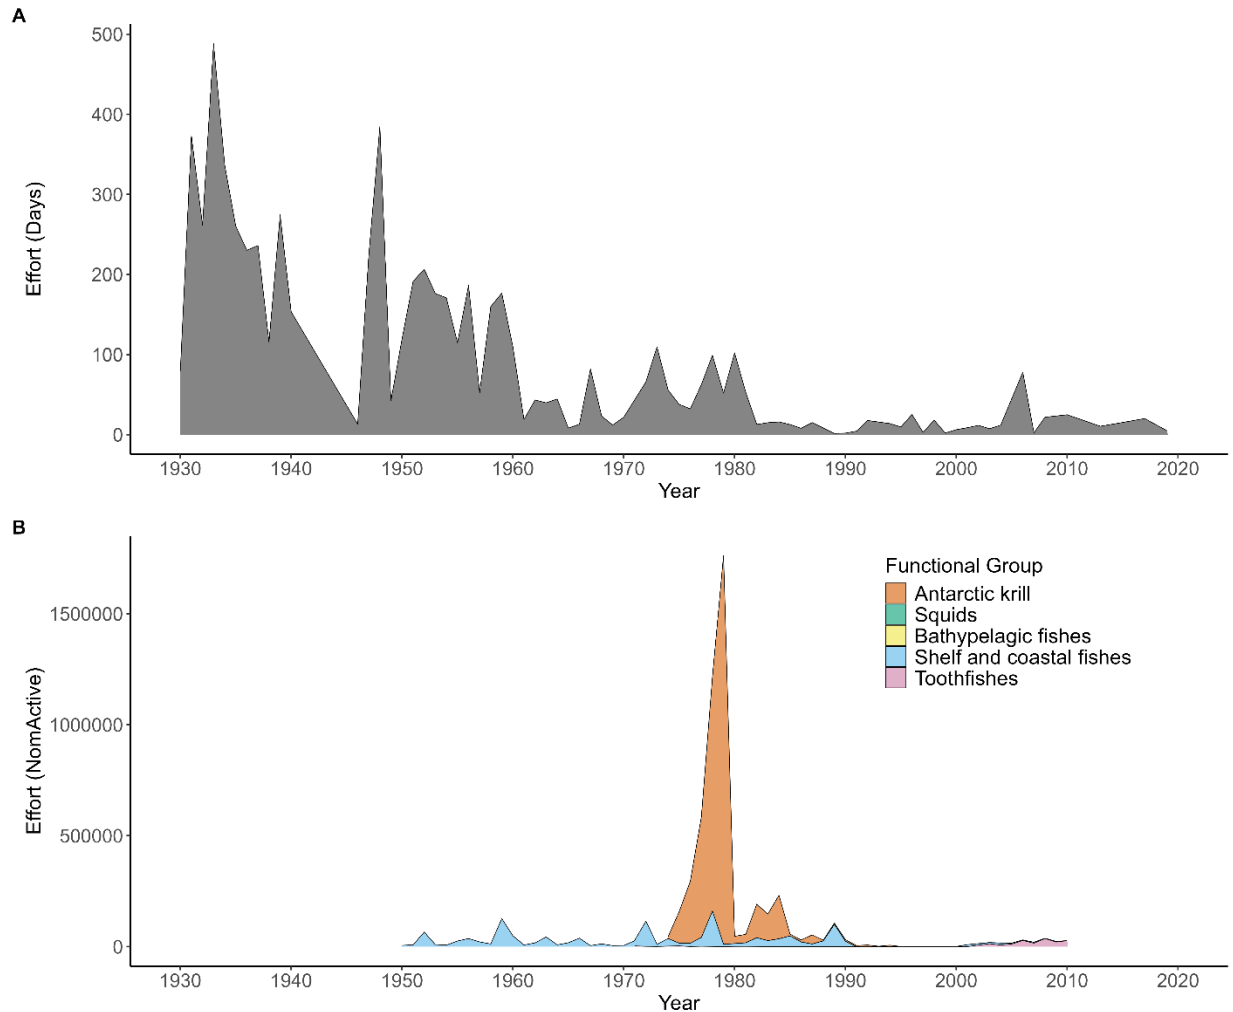 A
Effort (Days)
500
400
300
200
100
0
1930 1940 1950 1960 1970 1980 1990 2000 2010 2020
Year
B
Effort (NomActive)
1500000
1000000
500000
0
Functional Group
Antarctic krill
Squids
Bathypelagic fishes
Shelf and coastal fishes
Toothfishes
1930 1940 1950 1960 1970 1980 1990 2000 2010 2020
Year